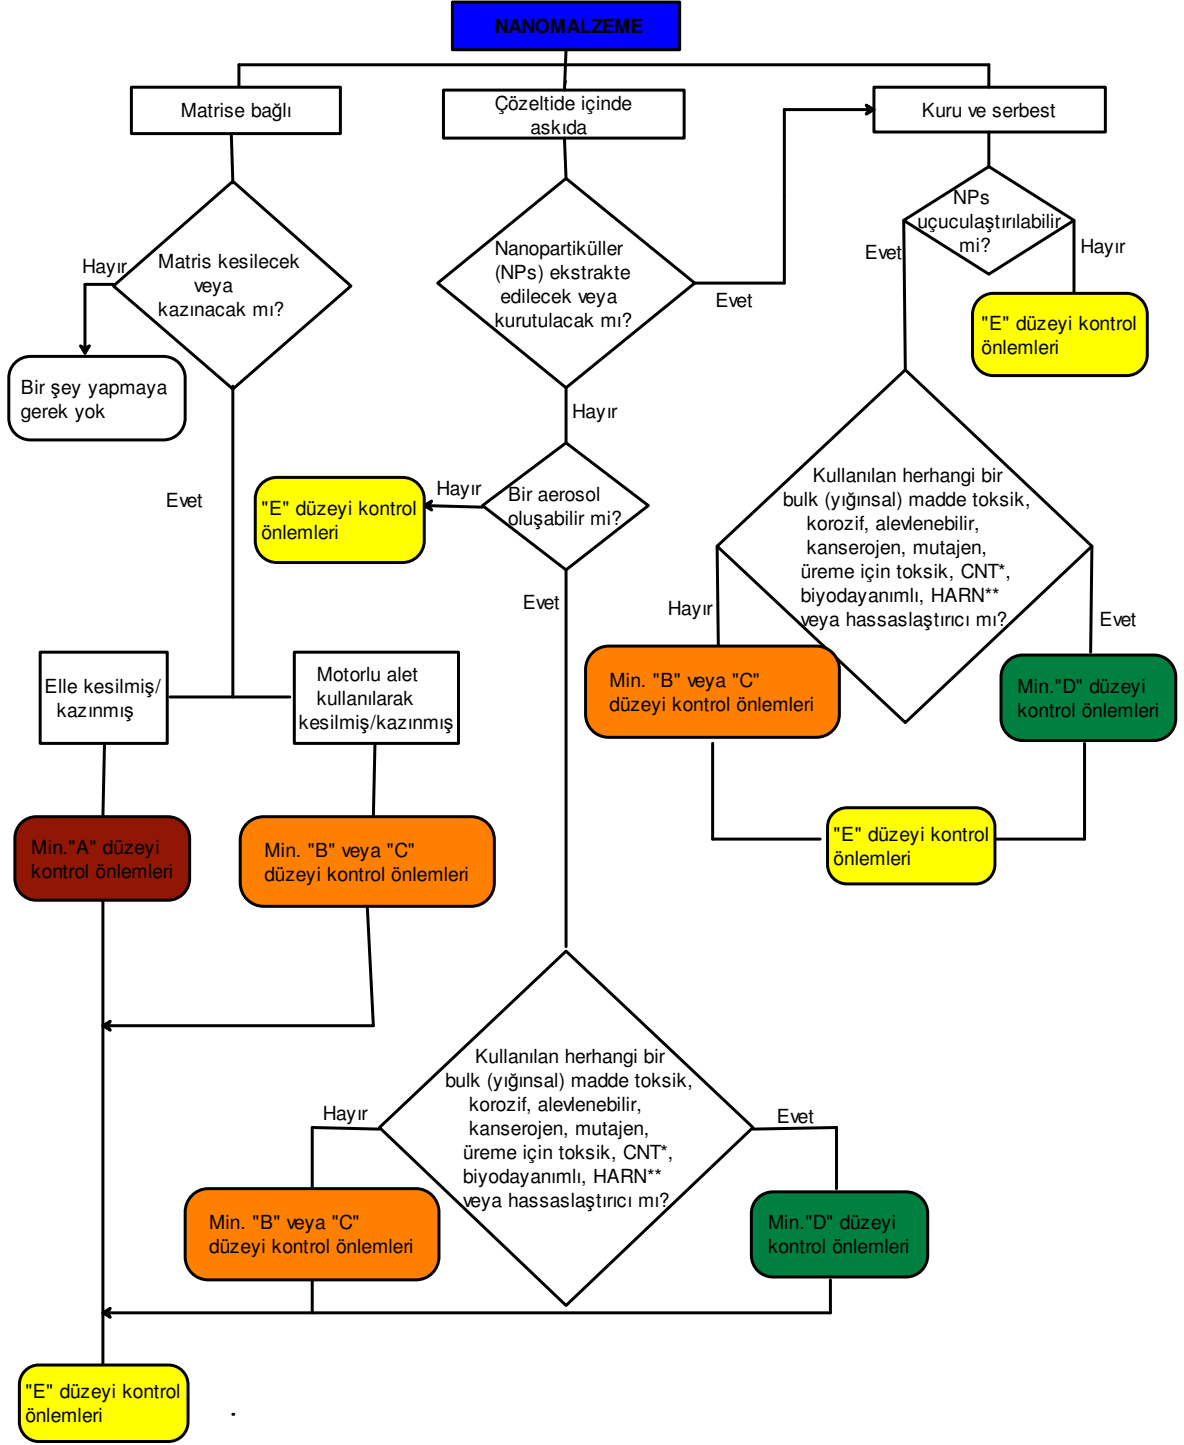 NANOMALZEME
Matrise bağlı
Çözeltide içinde
askıda
Kuru ve serbest
NPs
uçuculaştırılabilir
mi?
Evet
Hayır
"E" düzeyi kontrol
önlemleri
Hayır
Matris kesilecek
veya
kazınacak mı?
Nanopartiküller
(NPs) ekstrakte
edilecek veya
kurutulacak mı?
Evet
Bir şey yapmaya
gerek yok
Hayır
Evet
"E" düzeyi kontrol
önlemleri
Hayır
Bir aerosol
oluşabilir mi?
Evet
Kullanılan herhangi bir
bulk (yığınsal) madde toksik,
korozif, alevlenebilir,
kanserojen, mutajen,
üreme için toksik, CNT*,
biyodayanımlı, HARN**
veya hassaslaştırıcı mı?
Hayır
Evet
Elle kesilmiş/
kazınmış
Motorlu alet
kullanılarak
kesilmiş/kazınmış
Min. "B" veya "C"
düzeyi kontrol önlemleri
Min."D" düzeyi
kontrol önlemleri
Min."A" düzeyi
kontrol önlemleri
Min. "B" veya "C"
düzeyi kontrol önlemleri
"E" düzeyi kontrol
önlemleri
Kullanılan herhangi bir
bulk (yığınsal) madde toksik,
korozif, alevlenebilir,
kanserojen, mutajen,
üreme için toksik, CNT*,
biyodayanımlı, HARN**
veya hassaslaştırıcı mı?
Hayır
Evet
Min. "B" veya "C"
düzeyi kontrol önlemleri
Min."D" düzeyi
kontrol önlemleri
"E" düzeyi kontrol
önlemleri
.